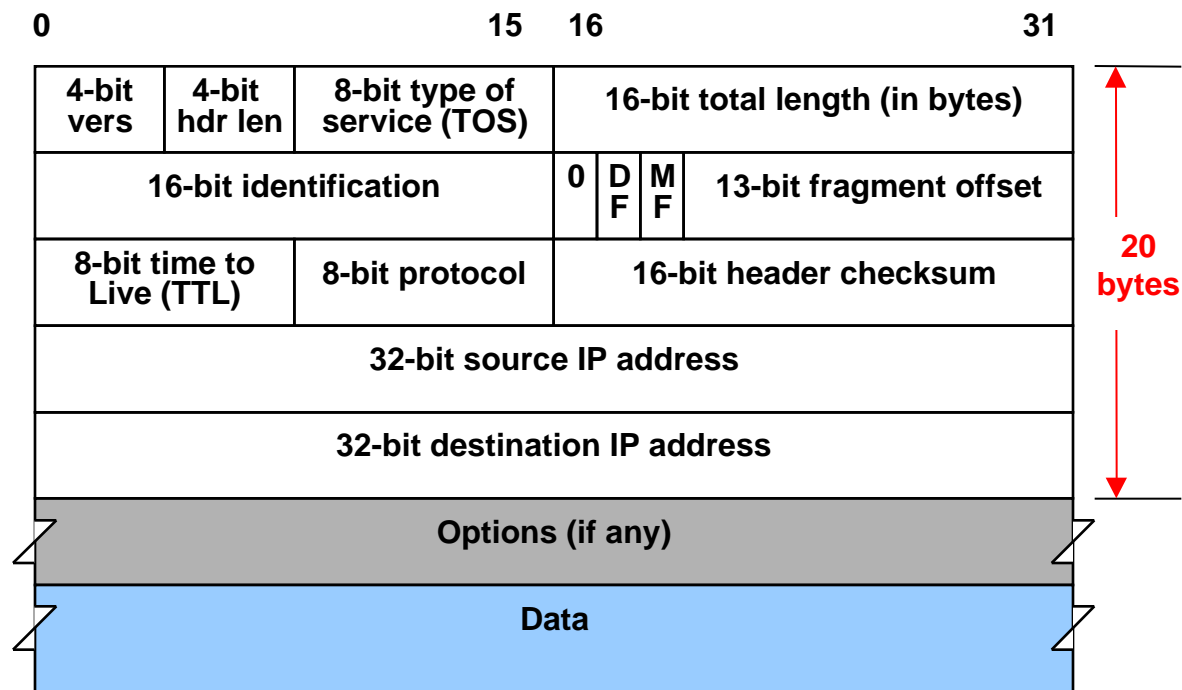 0 15 16 31
4-bit vers
4-bit hdr len
8-bit type of service (TOS)
16-bit total length (in bytes)
16-bit identification
0
DF
MF
13-bit fragment offset
8-bit time to Live (TTL)
8-bit protocol
16-bit header checksum
20 bytes
32-bit source IP address
32-bit destination IP address
Options (if any)
Data